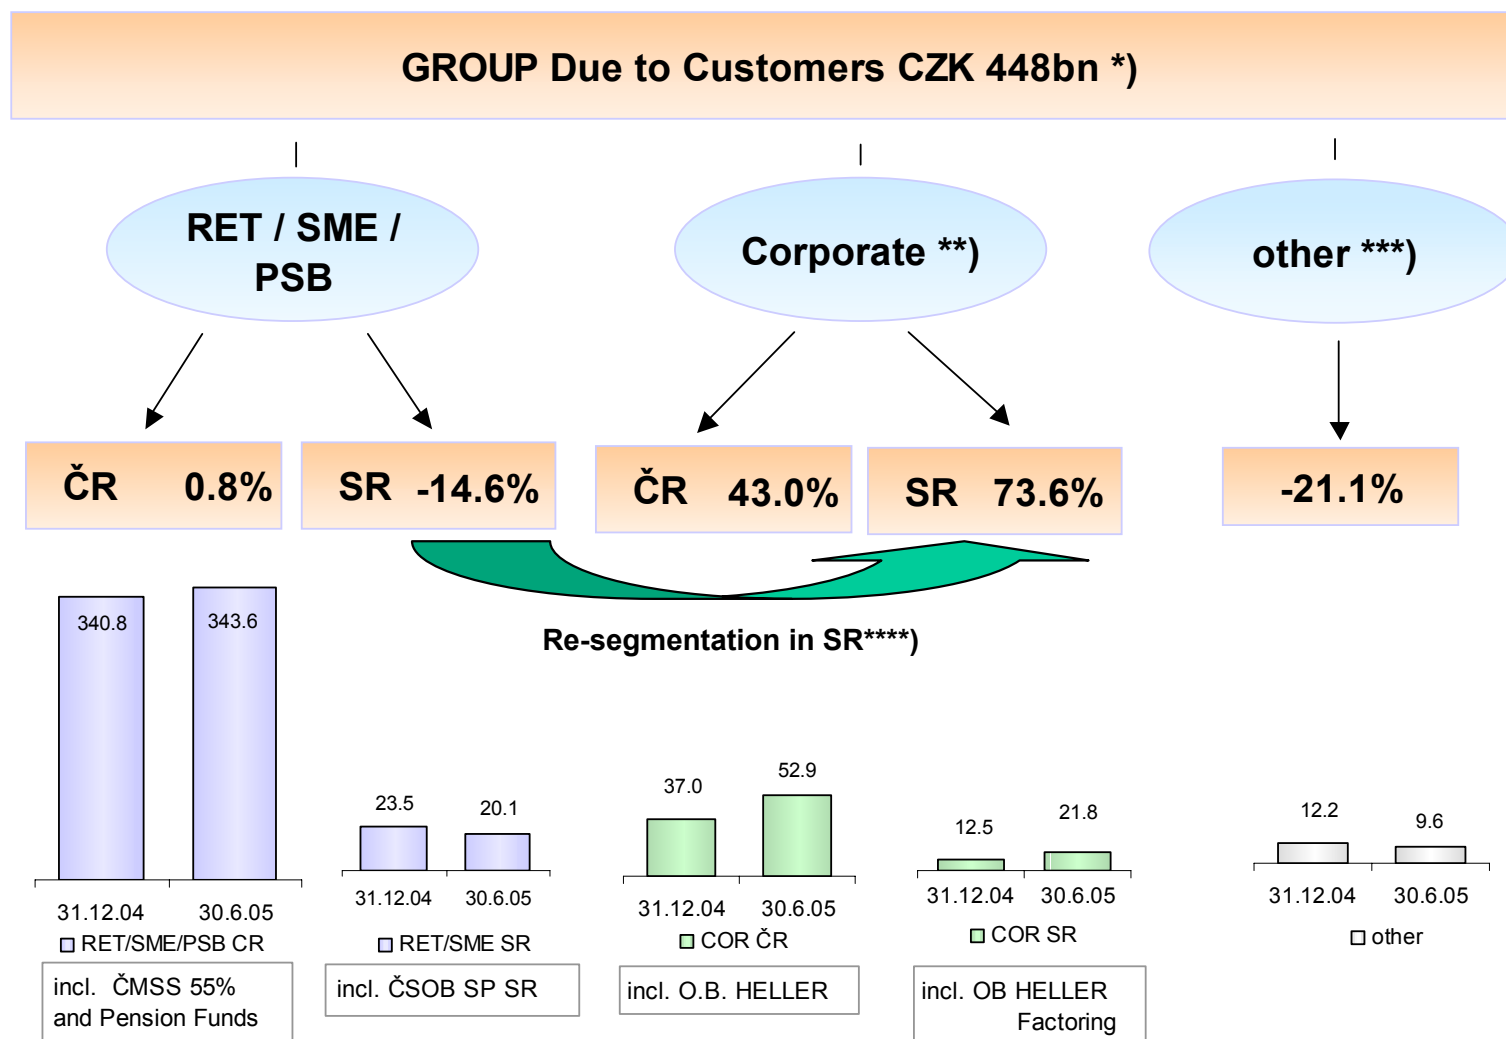 GROUP Due to Customers CZK 448bn *)
RET / SME /
PSB
Corporate **)
other ***)
ČR 0.8%
SR -14.6%
ČR 43.0%
SR 73.6%
-21.1%
Re-segmentation in SR****)
340.8
343.6
31.12.04
30.6.05
RET/SME/PSB CR
incl. ČMSS 55%
and Pension Funds
23.5
20.1
31.12.04
30.6.05
RET/SME SR
incl. ČSOB SP SR
37.0
52.9
31.12.04
30.6.05
COR ČR
incl. O.B. HELLER
12.5
21.8
31.12.04
30.6.05
COR SR
incl. OB HELLER
Factoring
12.2
9.6
31.12.04
30.6.05
other